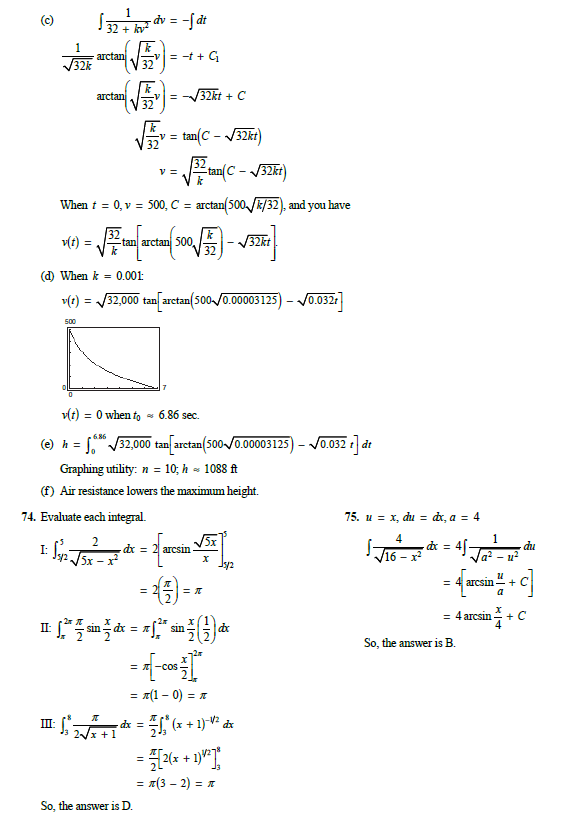 (c) ∫ 1/(32 + kv²) dv = −∫ dt
1/√(32k) arctan(√(k/32) v) = −t + C₁
arctan(√(k/32) v) = −√(32k)t + C
√(k/32) v = tan(C − √(32k)t)
v = √(32/k) tan(C − √(32k)t)
When t = 0, v = 500, C = arctan(500√(k/32)), and you have
v(t) = √(32/k) tan[arctan(500√(k/32)) − √(32k)t].
(d) When k = 0.001:
v(t) = √(32,000) tan[arctan(500√(0.00003125)) − √(0.032)t]
500
0
0
7
v(t) = 0 when t₀ ≈ 6.86 sec.
(e) h = ∫₀^6.86 √(32,000) tan[arctan(500√(0.00003125)) − √(0.032) t] dt
Graphing utility: n = 10; h ≈ 1088 ft
(f) Air resistance lowers the maximum height.
74. Evaluate each integral.
I: ∫_{5/2}^{5} 2/√(5x − x²) dx = 2[arcsin √(5x)/x]_{5/2}^{5}
= 2(π/2) = π
II: ∫_π^{2π} π/2 sin x/2 dx = π∫_π^{2π} sin x/2 (1/2) dx
= π[−cos x/2]_π^{2π}
= π(1 − 0) = π
III: ∫_3^8 π/(2√(x + 1)) dx = π/2 ∫_3^8 (x + 1)^(−1/2) dx
= π/2 [2(x + 1)^(1/2)]_3^8
= π(3 − 2) = π
So, the answer is D.
75. u = x, du = dx, a = 4
∫ 4/√(16 − x²) dx = 4∫ 1/√(a² − u²) du
= 4[arcsin u/a + C]
= 4 arcsin x/4 + C
So, the answer is B.